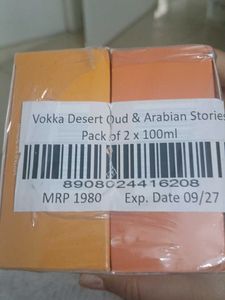 Vokka Desert Oud & Arabian Stories
Pack of 2 x 100ml
8908024416208
MRP 1980 Exp. Date 09/27